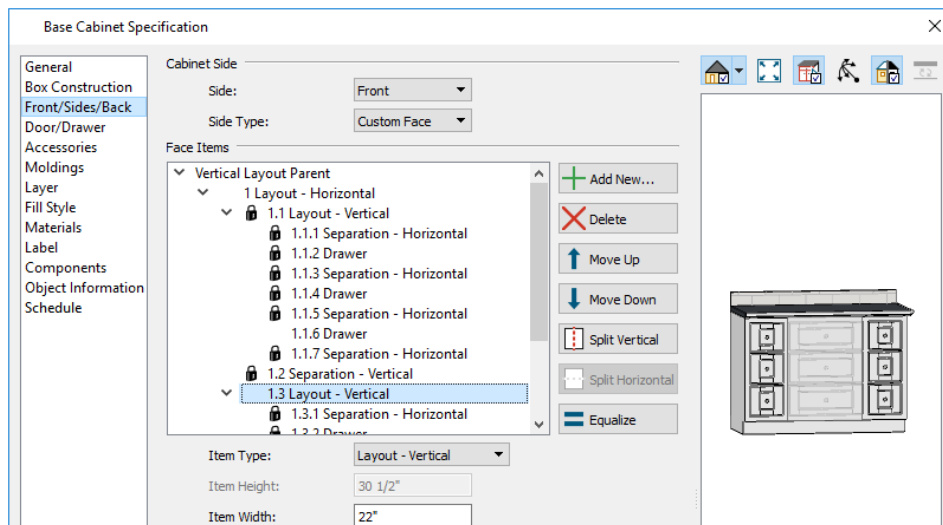 Base Cabinet Specification
General
Box Construction
Front/Sides/Back
Door/Drawer
Accessories
Moldings
Layer
Fill Style
Materials
Label
Components
Object Information
Schedule
Cabinet Side
Side: Front
Side Type: Custom Face
Face Items
Vertical Layout Parent
1 Layout - Horizontal
1.1 Layout - Vertical
1.1.1 Separation - Horizontal
1.1.2 Drawer
1.1.3 Separation - Horizontal
1.1.4 Drawer
1.1.5 Separation - Horizontal
1.1.6 Drawer
1.1.7 Separation - Horizontal
1.2 Separation - Vertical
1.3 Layout - Vertical
1.3.1 Separation - Horizontal
1.3.2 Drawer
Add New...
Delete
Move Up
Move Down
Split Vertical
Split Horizontal
Equalize
Item Type: Layout - Vertical
Item Height: 30 1/2"
Item Width: 22"